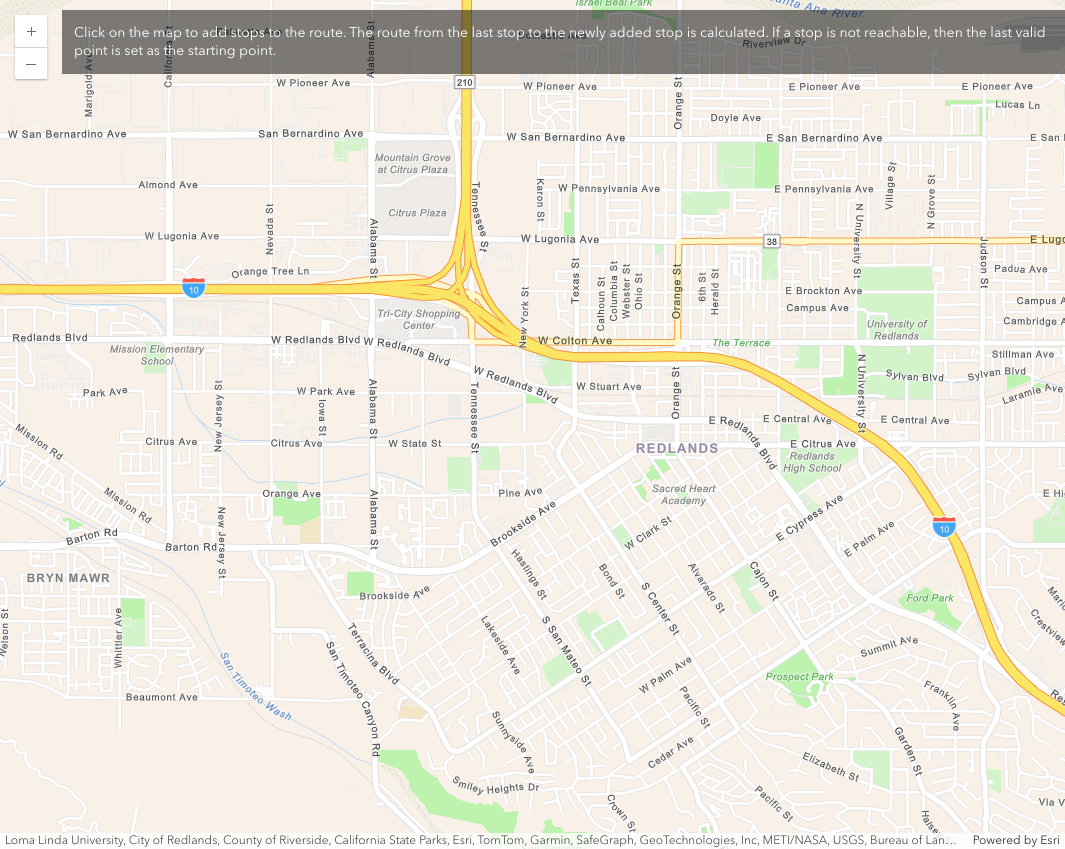 Israel Beal Park
Santa Ana River
+
Click on the map to add stops to the route. The route from the last stop to the newly added stop is calculated. If a stop is not reachable, then the last valid
point is set as the starting point.
−
Riverview Dr
Marigold Ave
California St
Alabama St
210
W Pioneer Ave
W Pioneer Ave
Orange St
E Pioneer Ave
E Pioneer Ave
Lucas Ln
Doyle Ave
W San Bernardino Ave
San Bernardino Ave
W San Bernardino Ave
E San Bernardino Ave
E San
Mountain Grove
at Citrus Plaza
Almond Ave
Citrus Plaza
Tennessee St
Karon St
W Pennsylvania Ave
E Pennsylvania Ave
Village St
N Grove St
Nevada St
Alabama St
W Lugonia Ave
W Lugonia Ave
38
N University St
Judson St
E Lugo
Orange Tree Ln
Texas St
Calhoun St
Columbia St
Webster St
Ohio St
Orange St
6th St
Herald St
Padua Ave
10
E Brockton Ave
Campus Ave
Campus A
Tri-City Shopping
Center
New York St
University of
Redlands
Cambridge A
Redlands Blvd
W Redlands Blvd
W Redlands Blvd
W Colton Ave
The Terrace
Mission Elementary
School
Stillman Ave
N University St
Sylvan Blvd
Sylvan Blvd
Park Ave
W Park Ave
W Redlands Blvd
W Stuart Ave
Laramie Ave
New Jersey St
Iowa St
Alabama St
Tennessee St
Orange St
E Redlands Blvd
E Central Ave
E Central Ave
Mission Rd
Citrus Ave
Citrus Ave
W State St
REDLANDS
E Citrus Ave
Redlands
High School
Mission Rd
Orange Ave
Pine Ave
Sacred Heart
Academy
E Hi
Barton Rd
Barton Rd
New Jersey St
Alabama St
Brookside Ave
W Clark St
E Cypress Ave
E Palm Ave
10
BRYN MAWR
Brookside Ave
Hastings St
Bond St
S Center St
Alvarado St
Cajon St
Ford Park
Nelson St
Whittier Ave
Terracina Blvd
Lakeside Ave
S San Mateo St
Summit Ave
Crestview
San Timoteo Wash
San Timoteo Canyon Rd
W Palm Ave
Prospect Park
Beaumont Ave
Pacific St
Franklin Ave
Sunnyside Ave
Cedar Ave
Garden St
Elizabeth St
Smiley Heights Dr
Crown St
Pacific St
Via V
Loma Linda University, City of Redlands, County of Riverside, California State Parks, Esri, TomTom, Garmin, SafeGraph, GeoTechnologies, Inc, METI/NASA, USGS, Bureau of Lan...
Powered by Esri